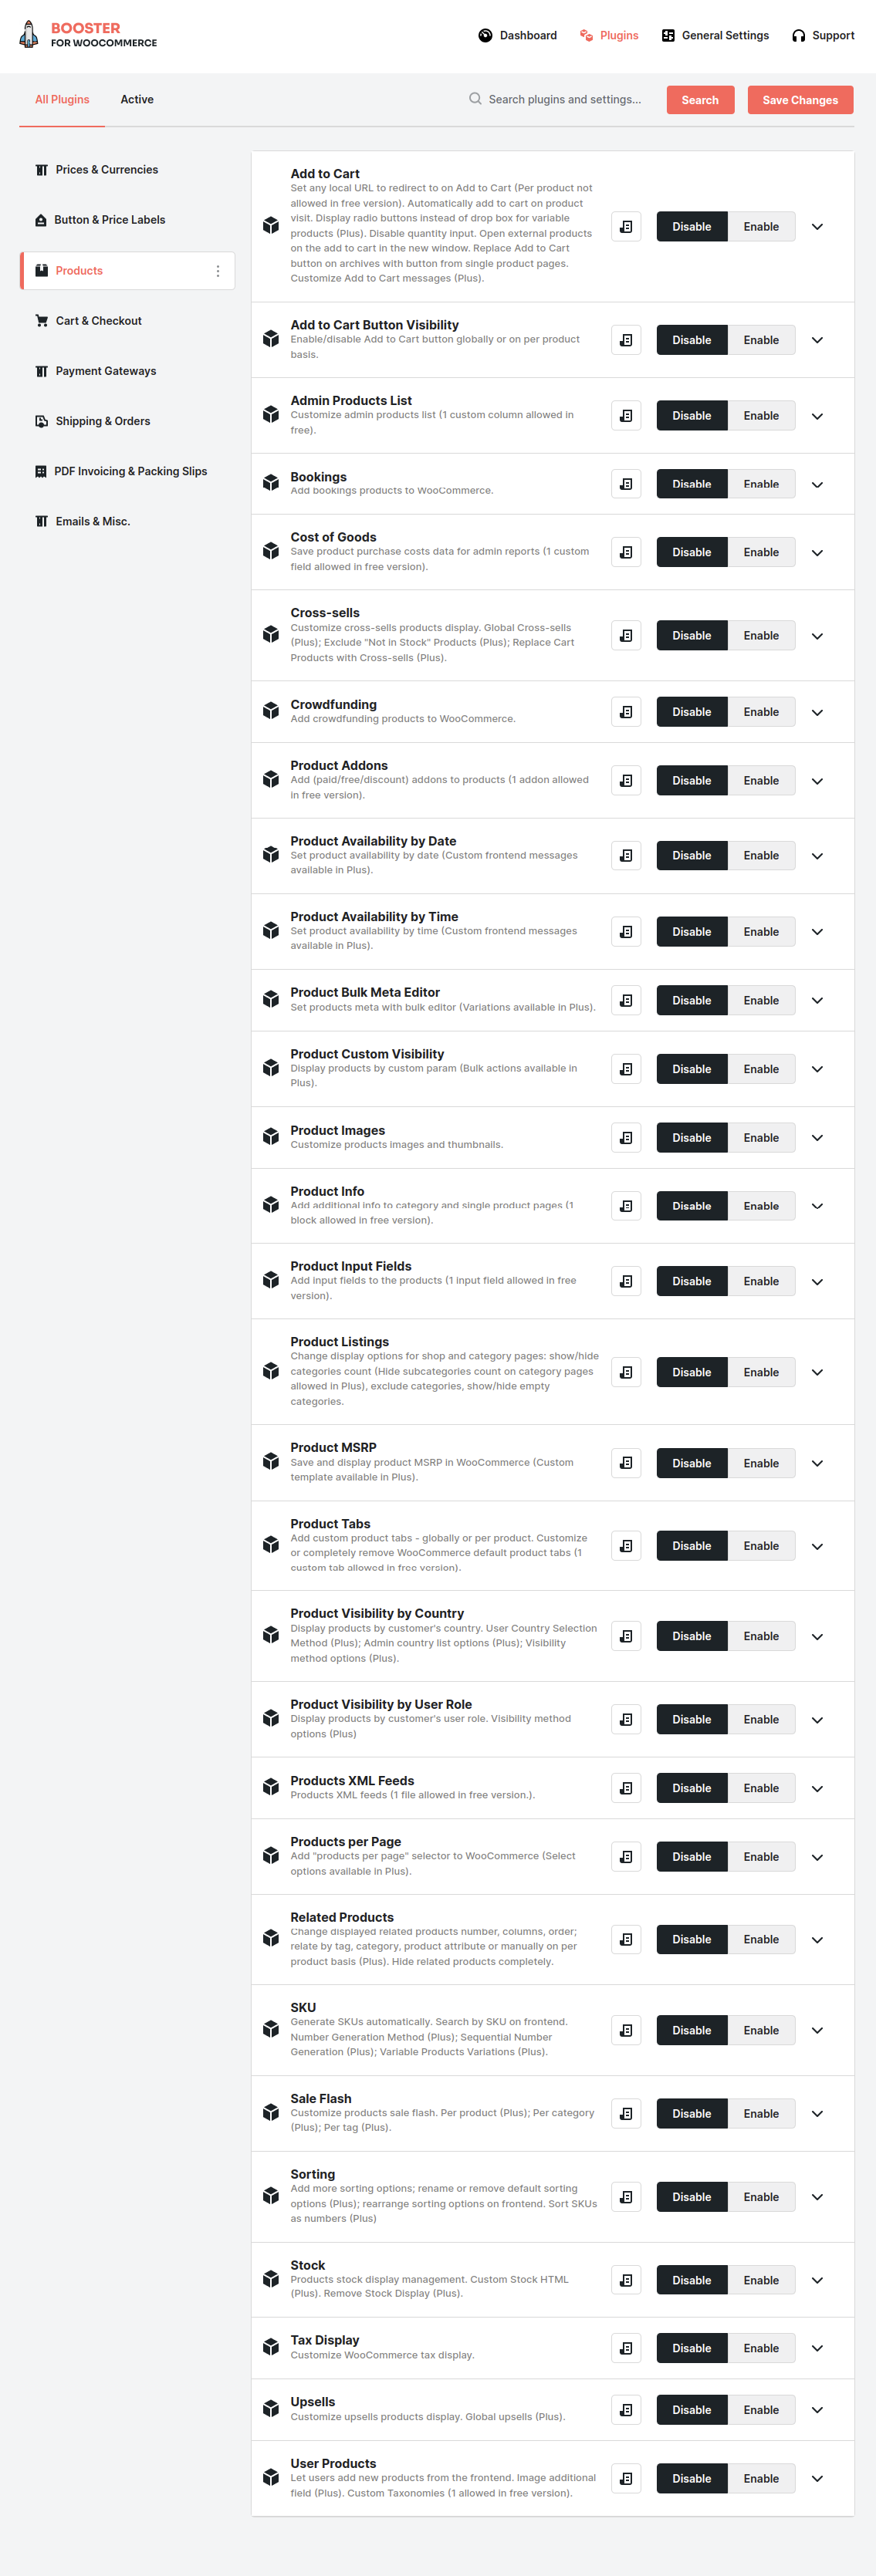 BOOSTER
FOR WOOCOMMERCE
Dashboard
Plugins
General Settings
Support
All Plugins
Active
Search plugins and settings...
Search
Save Changes
Prices & Currencies
Button & Price Labels
Products
Cart & Checkout
Payment Gateways
Shipping & Orders
PDF Invoicing & Packing Slips
Emails & Misc.
Add to Cart
Set any local URL to redirect to on Add to Cart (Per product not
allowed in free version). Automatically add to cart on product
visit. Display radio buttons instead of drop box for variable
products (Plus). Disable quantity input. Open external products
on the add to cart in the new window. Replace Add to Cart
button on archives with button from single product pages.
Customize Add to Cart messages (Plus).
Disable
Enable
Add to Cart Button Visibility
Enable/disable Add to Cart button globally or on per product
basis.
Disable
Enable
Admin Products List
Customize admin products list (1 custom column allowed in
free).
Disable
Enable
Bookings
Add bookings products to WooCommerce.
Disable
Enable
Cost of Goods
Save product purchase costs data for admin reports (1 custom
field allowed in free version).
Disable
Enable
Cross-sells
Customize cross-sells products display. Global Cross-sells
(Plus); Exclude "Not in Stock" Products (Plus); Replace Cart
Products with Cross-sells (Plus).
Disable
Enable
Crowdfunding
Add crowdfunding products to WooCommerce.
Disable
Enable
Product Addons
Add (paid/free/discount) addons to products (1 addon allowed
in free version).
Disable
Enable
Product Availability by Date
Set product availability by date (Custom frontend messages
available in Plus).
Disable
Enable
Product Availability by Time
Set product availability by time (Custom frontend messages
available in Plus).
Disable
Enable
Product Bulk Meta Editor
Set products meta with bulk editor (Variations available in Plus).
Disable
Enable
Product Custom Visibility
Display products by custom param (Bulk actions available in
Plus).
Disable
Enable
Product Images
Customize products images and thumbnails.
Disable
Enable
Product Info
Add additional info to category and single product pages (1
block allowed in free version).
Disable
Enable
Product Input Fields
Add input fields to the products (1 input field allowed in free
version).
Disable
Enable
Product Listings
Change display options for shop and category pages: show/hide
categories count (Hide subcategories count on category pages
allowed in Plus), exclude categories, show/hide empty
categories.
Disable
Enable
Product MSRP
Save and display product MSRP in WooCommerce (Custom
template available in Plus).
Disable
Enable
Product Tabs
Add custom product tabs - globally or per product. Customize
or completely remove WooCommerce default product tabs (1
custom tab allowed in free version).
Disable
Enable
Product Visibility by Country
Display products by customer's country. User Country Selection
Method (Plus); Admin country list options (Plus); Visibility
method options (Plus).
Disable
Enable
Product Visibility by User Role
Display products by customer's user role. Visibility method
options (Plus)
Disable
Enable
Products XML Feeds
Products XML feeds (1 file allowed in free version.).
Disable
Enable
Products per Page
Add "products per page" selector to WooCommerce (Select
options available in Plus).
Disable
Enable
Related Products
Change displayed related products number, columns, order;
relate by tag, category, product attribute or manually on per
product basis (Plus). Hide related products completely.
Disable
Enable
SKU
Generate SKUs automatically. Search by SKU on frontend.
Number Generation Method (Plus); Sequential Number
Generation (Plus); Variable Products Variations (Plus).
Disable
Enable
Sale Flash
Customize products sale flash. Per product (Plus); Per category
(Plus); Per tag (Plus).
Disable
Enable
Sorting
Add more sorting options; rename or remove default sorting
options (Plus); rearrange sorting options on frontend. Sort SKUs
as numbers (Plus)
Disable
Enable
Stock
Products stock display management. Custom Stock HTML
(Plus). Remove Stock Display (Plus).
Disable
Enable
Tax Display
Customize WooCommerce tax display.
Disable
Enable
Upsells
Customize upsells products display. Global upsells (Plus).
Disable
Enable
User Products
Let users add new products from the frontend. Image additional
field (Plus). Custom Taxonomies (1 allowed in free version).
Disable
Enable